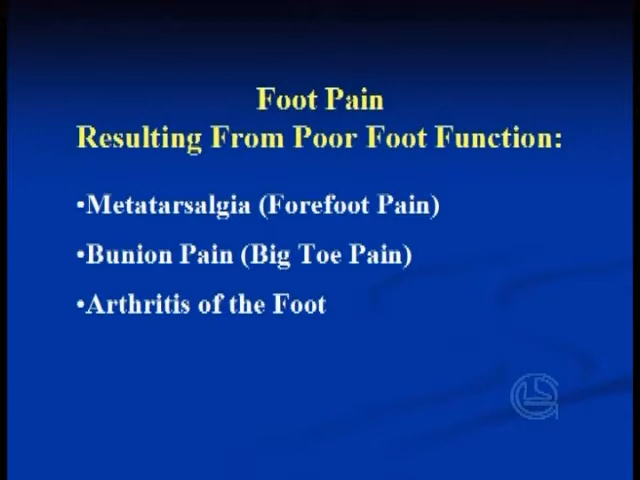 Foot Pain
Resulting From Poor Foot Function:
•Metatarsalgia (Forefoot Pain)
•Bunion Pain (Big Toe Pain)
•Arthritis of the Foot